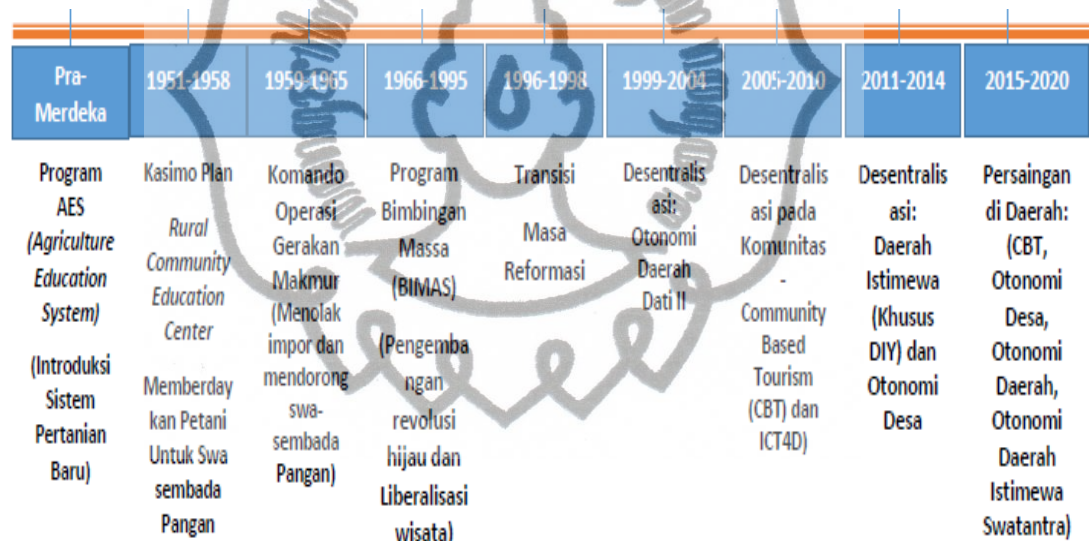 Pra-
Merdeka
1951-1958
1959-1965
1966-1995
1996-1998
1999-2004
2005-2010
2011-2014
2015-2020
Program
AES
(Agriculture
Education
System)
(Introduksi
Sistem
Pertanian
Baru)
Kasimo Plan
Rural
Community
Education
Center
Memberday
kan Petani
Untuk Swa
sembada
Pangan
Komando
Operasi
Gerakan
Makmur
(Menolak
impor dan
mendorong
swa-
sembada
Pangan)
Program
Bimbingan
Massa
(BIMAS)
(Pengemba
ngan
revolusi
hijau dan
Liberalisasi
wisata)
Transisi
Masa
Reformasi
Desentralis
asi:
Otonomi
Daerah
Dati II
Desentralis
asi pada
Komunitas
-
Community
Based
Tourism
(CBT) dan
ICT4D)
Desentralis
asi:
Daerah
Istimewa
(Khusus
DIY) dan
Otonomi
Desa
Persaingan
di Daerah:
(CBT,
Otonomi
Desa,
Otonomi
Daerah,
Otonomi
Daerah
Istimewa
Swatantra)